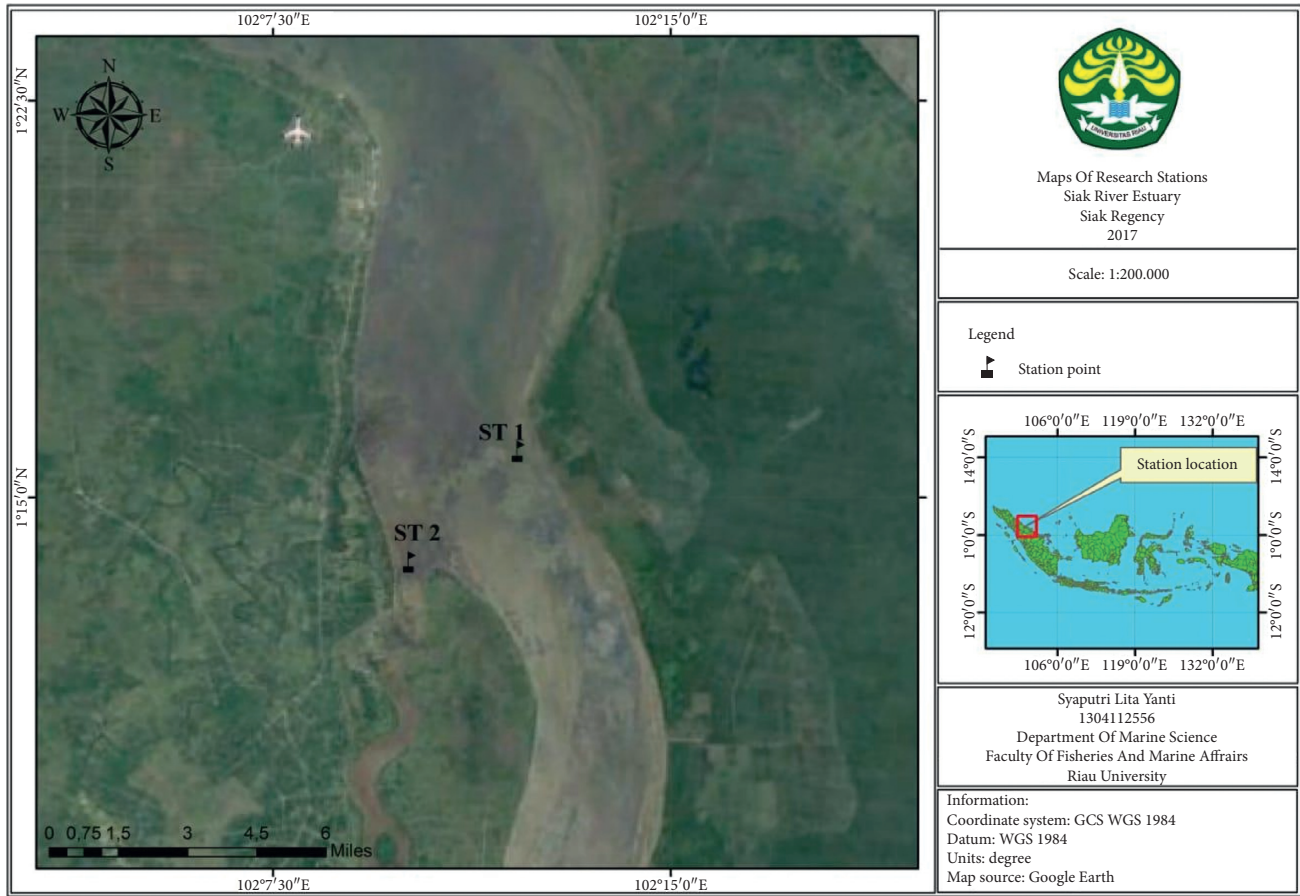 102°7′30″E 102°15′0″E
1°22′30″N
1°15′0″N
N
W E
S
ST 1
ST 2
0 0,75 1,5 3 4,5 6
Miles
102°7′30″E 102°15′0″E
UNIVERSITAS RIAU
Maps Of Research Stations
Siak River Estuary
Siak Regency
2017
Scale: 1:200.000
Legend
Station point
106°0′0″E 119°0′0″E 132°0′0″E
14°0′0″S 14°0′0″S
Station location
1°0′0″S 1°0′0″S
12°0′0″S 12°0′0″S
106°0′0″E 119°0′0″E 132°0′0″E
Syaputri Lita Yanti
1304112556
Department Of Marine Science
Faculty Of Fisheries And Marine Affrairs
Riau University
Information:
Coordinate system: GCS WGS 1984
Datum: WGS 1984
Units: degree
Map source: Google Earth